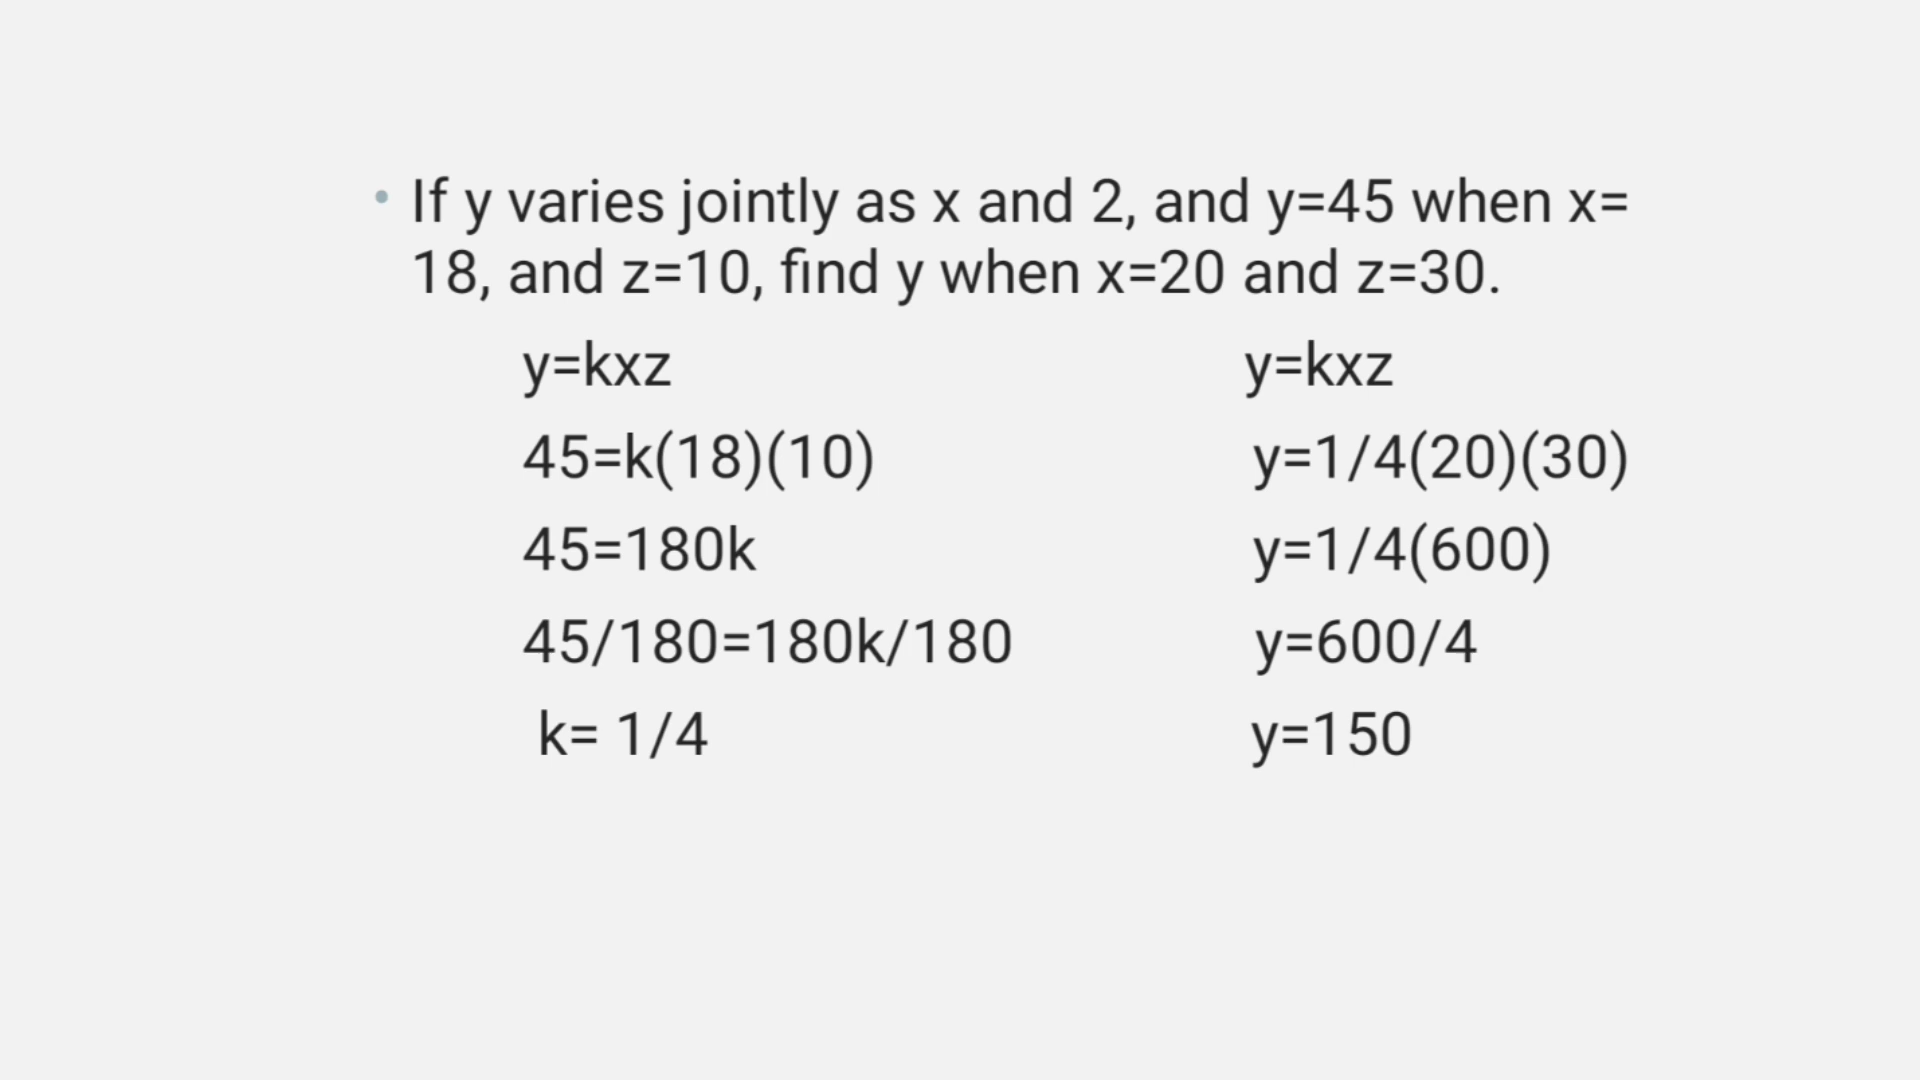 • If y varies jointly as x and 2, and y=45 when x=
18, and z=10, find y when x=20 and z=30.
y=kxz y=kxz
45=k(18)(10) y=1/4(20)(30)
45=180k y=1/4(600)
45/180=180k/180 y=600/4
k= 1/4 y=150